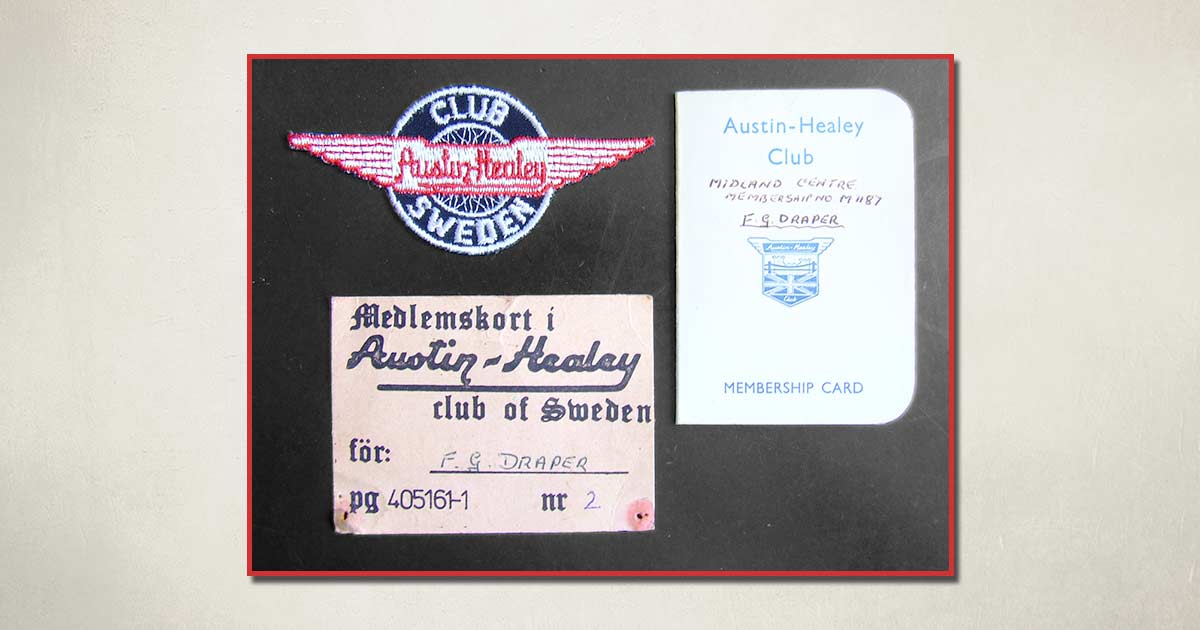 CLUB
Austin-Healey
SWEDEN
Austin-Healey
Club
MIDLAND CENTRE
MEMBERSHIP NO M 1187
F. G. DRAPER
Austin-Healey
Club
MEMBERSHIP CARD
Medlemskort i
Austin-Healey
club of Sweden
för: F. G. DRAPER
pg 405161-1 nr 2